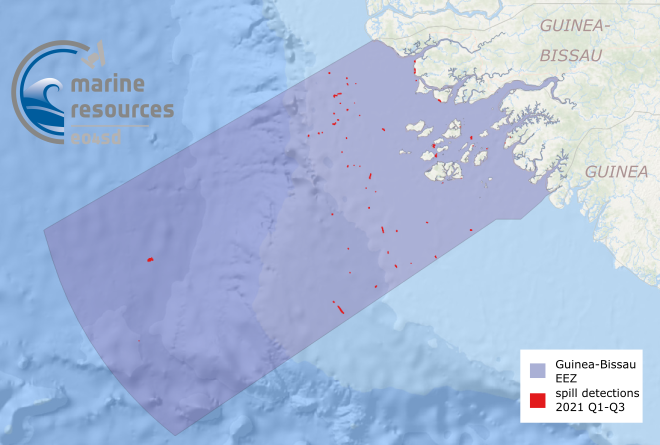 GUINEA-
BISSAU
marine
resources
GUINEA
Guinea-Bissau
EEZ
spill detections
2021 Q1-Q3